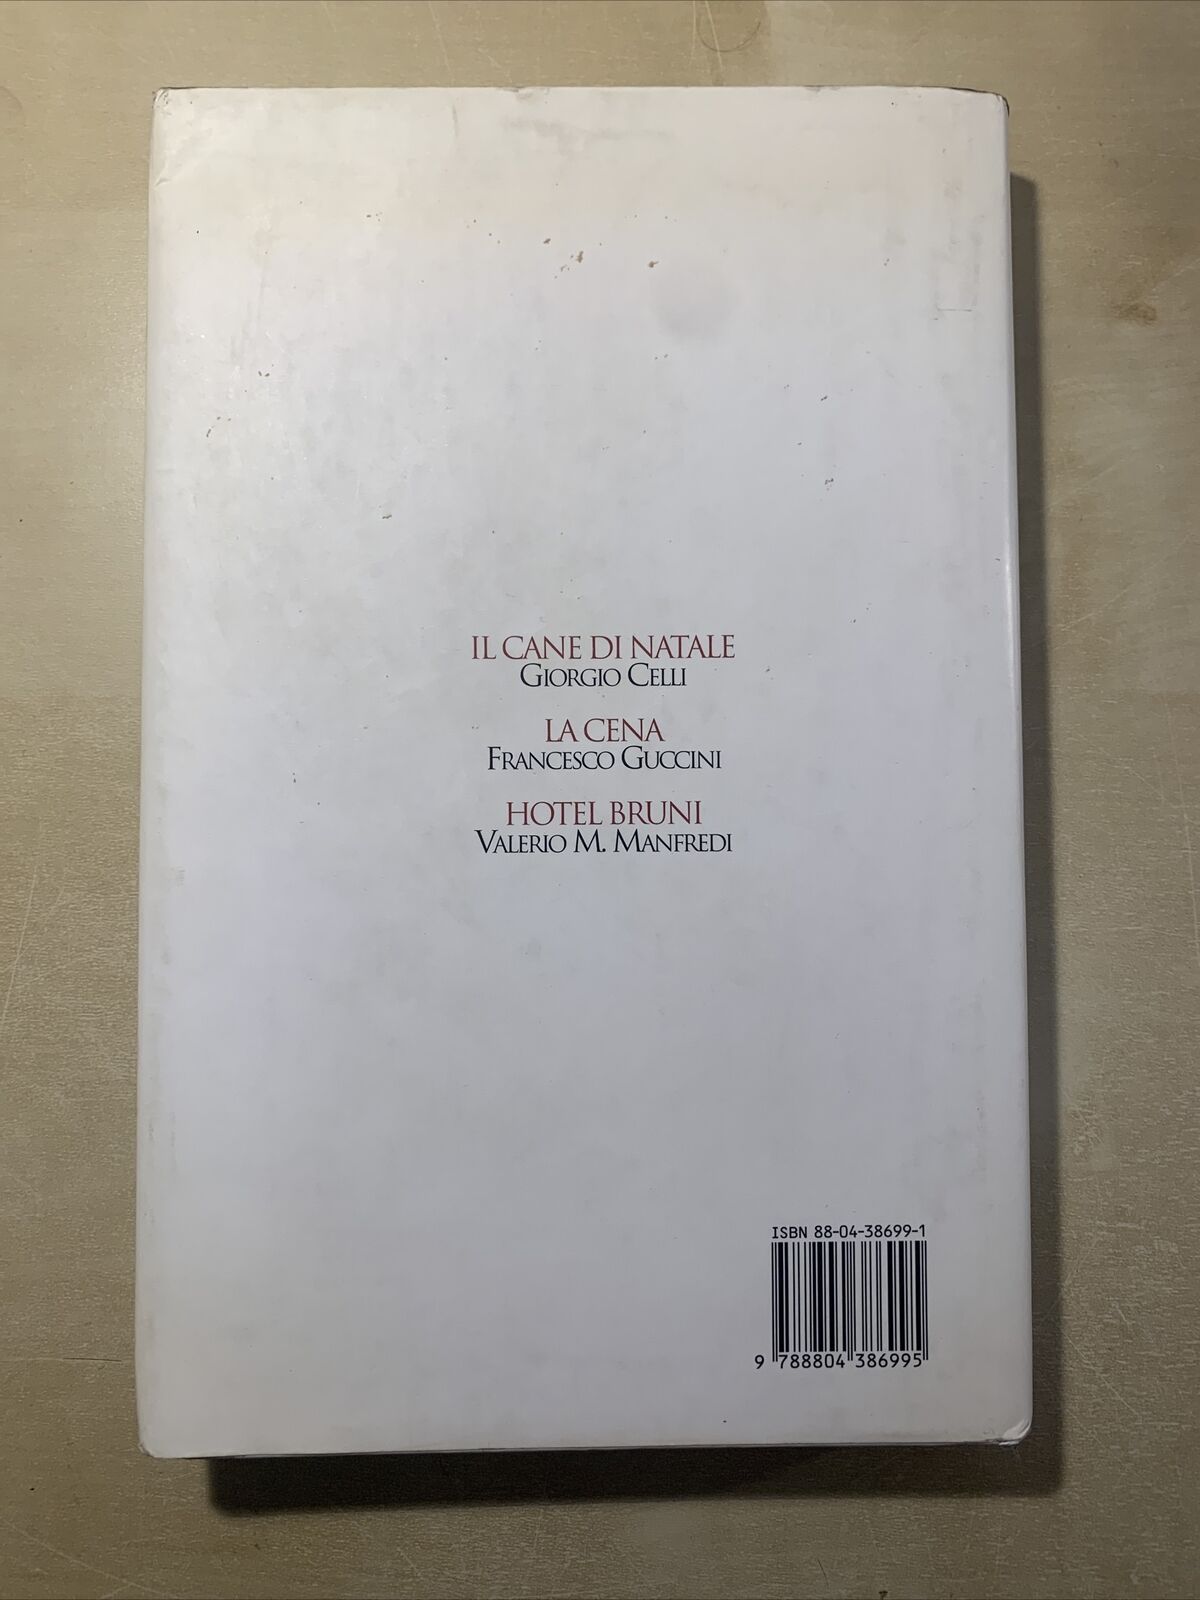 IL CANE DI NATALE
GIORGIO CELLI
LA CENA
FRANCESCO GUCCINI
HOTEL BRUNI
VALERIO M. MANFREDI
ISBN 88-04-38699-1
9 788804 386995